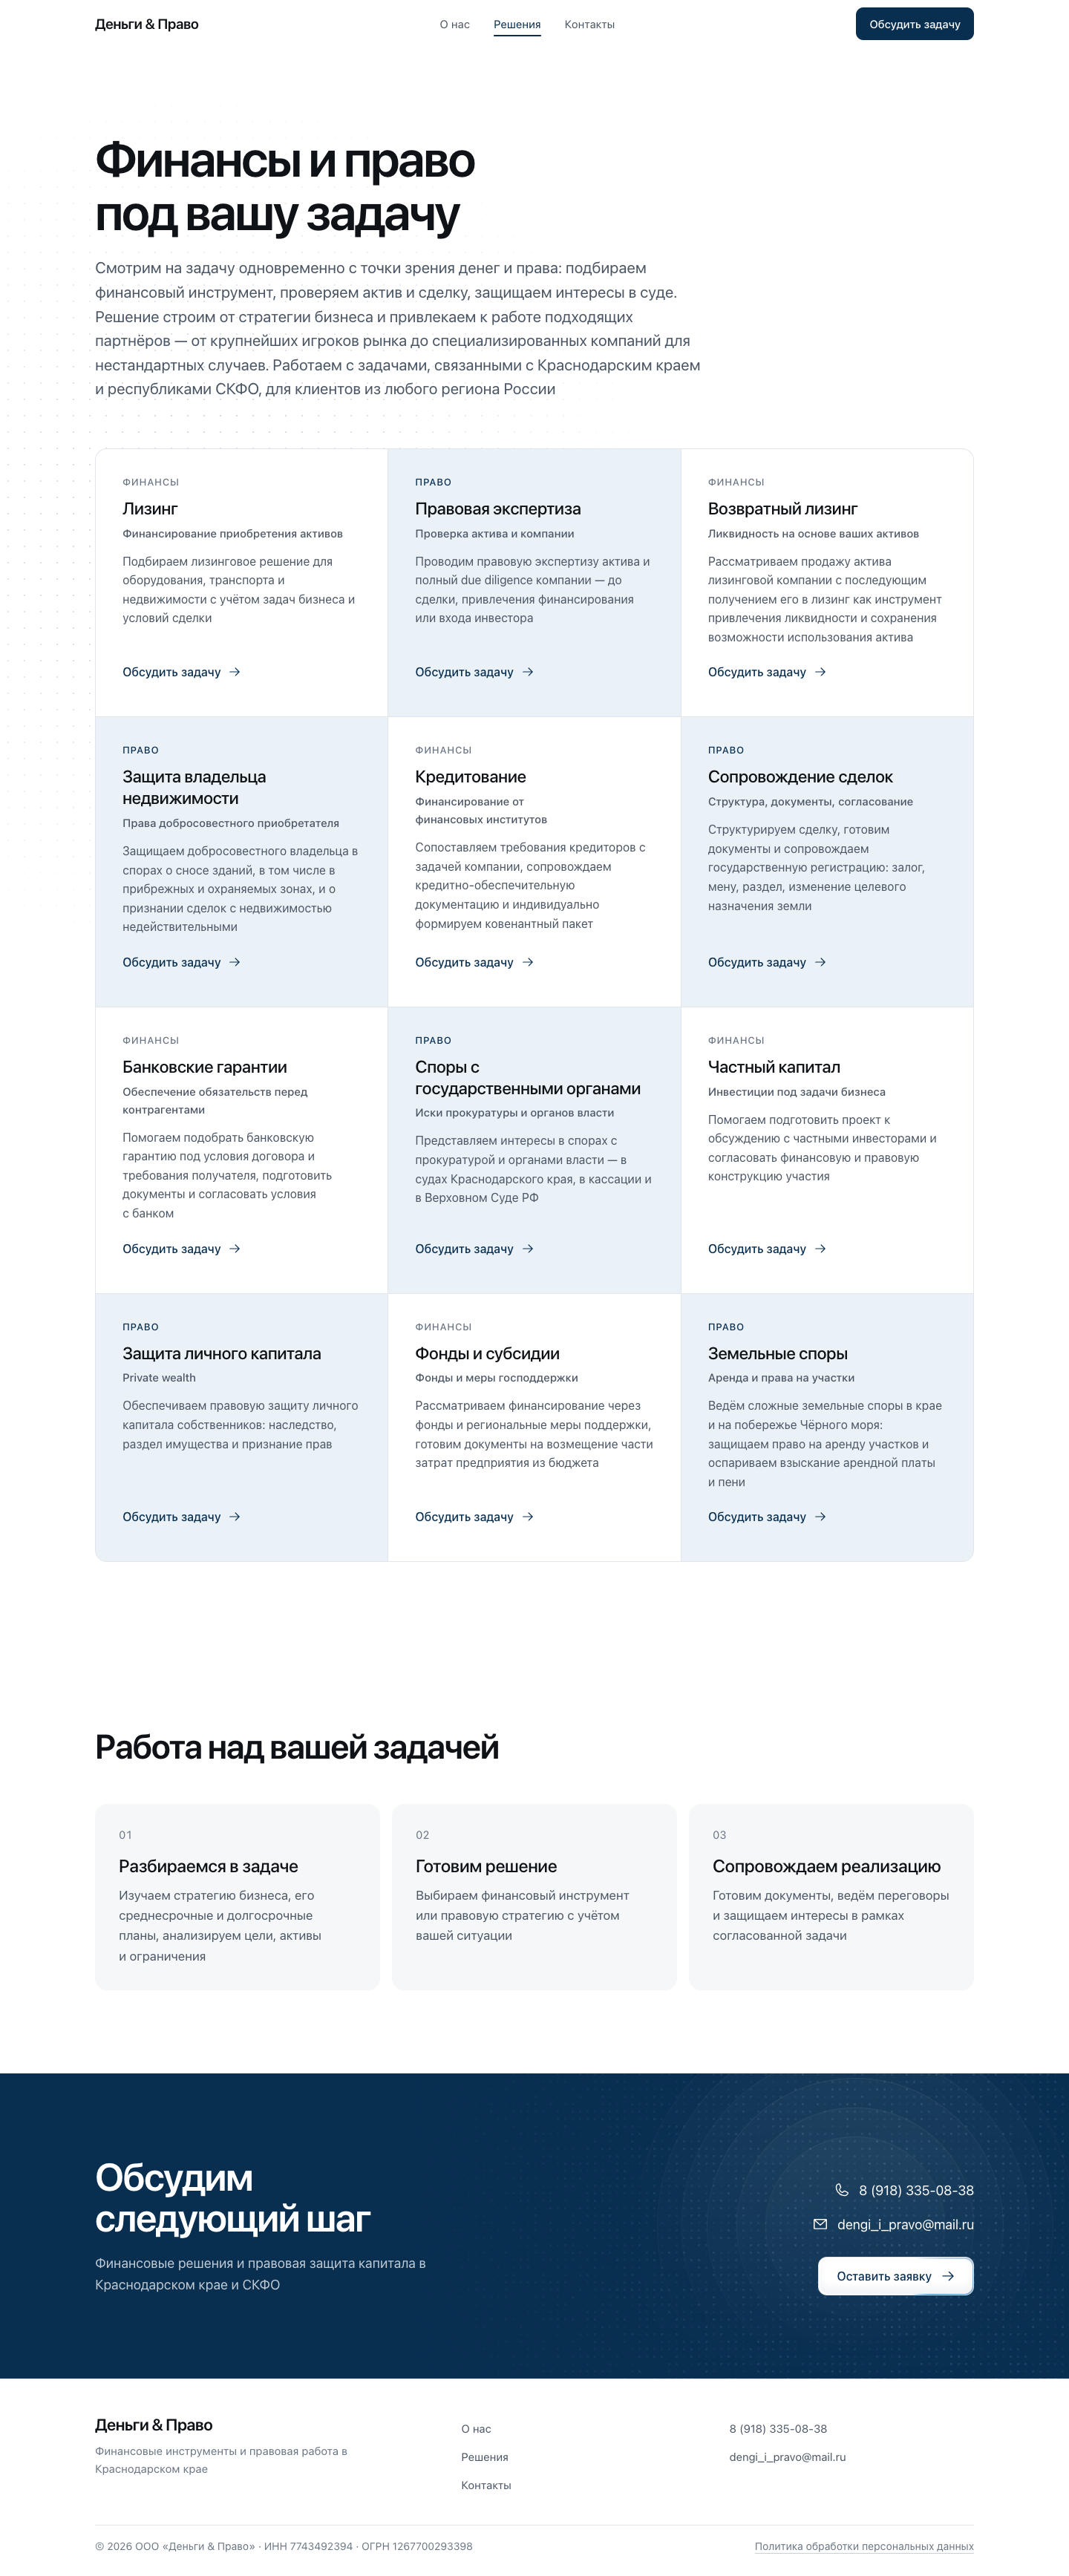 Деньги & Право
О нас
Решения
Контакты
Обсудить задачу
Финансы и право
под вашу задачу
Смотрим на задачу одновременно с точки зрения денег и права: подбираем
финансовый инструмент, проверяем актив и сделку, защищаем интересы в суде.
Решение строим от стратегии бизнеса и привлекаем к работе подходящих
партнёров — от крупнейших игроков рынка до специализированных компаний для
нестандартных случаев. Работаем с задачами, связанными с Краснодарским краем
и республиками СКФО, для клиентов из любого региона России
ФИНАНСЫ
Лизинг
Финансирование приобретения активов
Подбираем лизинговое решение для
оборудования, транспорта и
недвижимости с учётом задач бизнеса и
условий сделки
Обсудить задачу
ПРАВО
Правовая экспертиза
Проверка актива и компании
Проводим правовую экспертизу актива и
полный due diligence компании — до
сделки, привлечения финансирования
или входа инвестора
Обсудить задачу
ФИНАНСЫ
Возвратный лизинг
Ликвидность на основе ваших активов
Рассматриваем продажу актива
лизинговой компании с последующим
получением его в лизинг как инструмент
привлечения ликвидности и сохранения
возможности использования актива
Обсудить задачу
ПРАВО
Защита владельца
недвижимости
Права добросовестного приобретателя
Защищаем добросовестного владельца в
спорах о сносе зданий, в том числе в
прибрежных и охраняемых зонах, и о
признании сделок с недвижимостью
недействительными
Обсудить задачу
ФИНАНСЫ
Кредитование
Финансирование от
финансовых институтов
Сопоставляем требования кредиторов с
задачей компании, сопровождаем
кредитно-обеспечительную
документацию и индивидуально
формируем ковенантный пакет
Обсудить задачу
ПРАВО
Сопровождение сделок
Структура, документы, согласование
Структурируем сделку, готовим
документы и сопровождаем
государственную регистрацию: залог,
мену, раздел, изменение целевого
назначения земли
Обсудить задачу
ФИНАНСЫ
Банковские гарантии
Обеспечение обязательств перед
контрагентами
Помогаем подобрать банковскую
гарантию под условия договора и
требования получателя, подготовить
документы и согласовать условия
с банком
Обсудить задачу
ПРАВО
Споры с
государственными органами
Иски прокуратуры и органов власти
Представляем интересы в спорах с
прокуратурой и органами власти — в
судах Краснодарского края, в кассации и
в Верховном Суде РФ
Обсудить задачу
ФИНАНСЫ
Частный капитал
Инвестиции под задачи бизнеса
Помогаем подготовить проект к
обсуждению с частными инвесторами и
согласовать финансовую и правовую
конструкцию участия
Обсудить задачу
ПРАВО
Защита личного капитала
Private wealth
Обеспечиваем правовую защиту личного
капитала собственников: наследство,
раздел имущества и признание прав
Обсудить задачу
ФИНАНСЫ
Фонды и субсидии
Фонды и меры господдержки
Рассматриваем финансирование через
фонды и региональные меры поддержки,
готовим документы на возмещение части
затрат предприятия из бюджета
Обсудить задачу
ПРАВО
Земельные споры
Аренда и права на участки
Ведём сложные земельные споры в крае
и на побережье Чёрного моря:
защищаем право на аренду участков и
оспариваем взыскание арендной платы
и пени
Обсудить задачу
Работа над вашей задачей
01
Разбираемся в задаче
Изучаем стратегию бизнеса, его
среднесрочные и долгосрочные
планы, анализируем цели, активы
и ограничения
02
Готовим решение
Выбираем финансовый инструмент
или правовую стратегию с учётом
вашей ситуации
03
Сопровождаем реализацию
Готовим документы, ведём переговоры
и защищаем интересы в рамках
согласованной задачи
Обсудим
следующий шаг
Финансовые решения и правовая защита капитала в
Краснодарском крае и СКФО
8 (918) 335-08-38
dengi_i_pravo@mail.ru
Оставить заявку
Деньги & Право
Финансовые инструменты и правовая работа в
Краснодарском крае
О нас
Решения
Контакты
8 (918) 335-08-38
dengi_i_pravo@mail.ru
© 2026 ООО «Деньги & Право» · ИНН 7743492394 · ОГРН 1267700293398
Политика обработки персональных данных